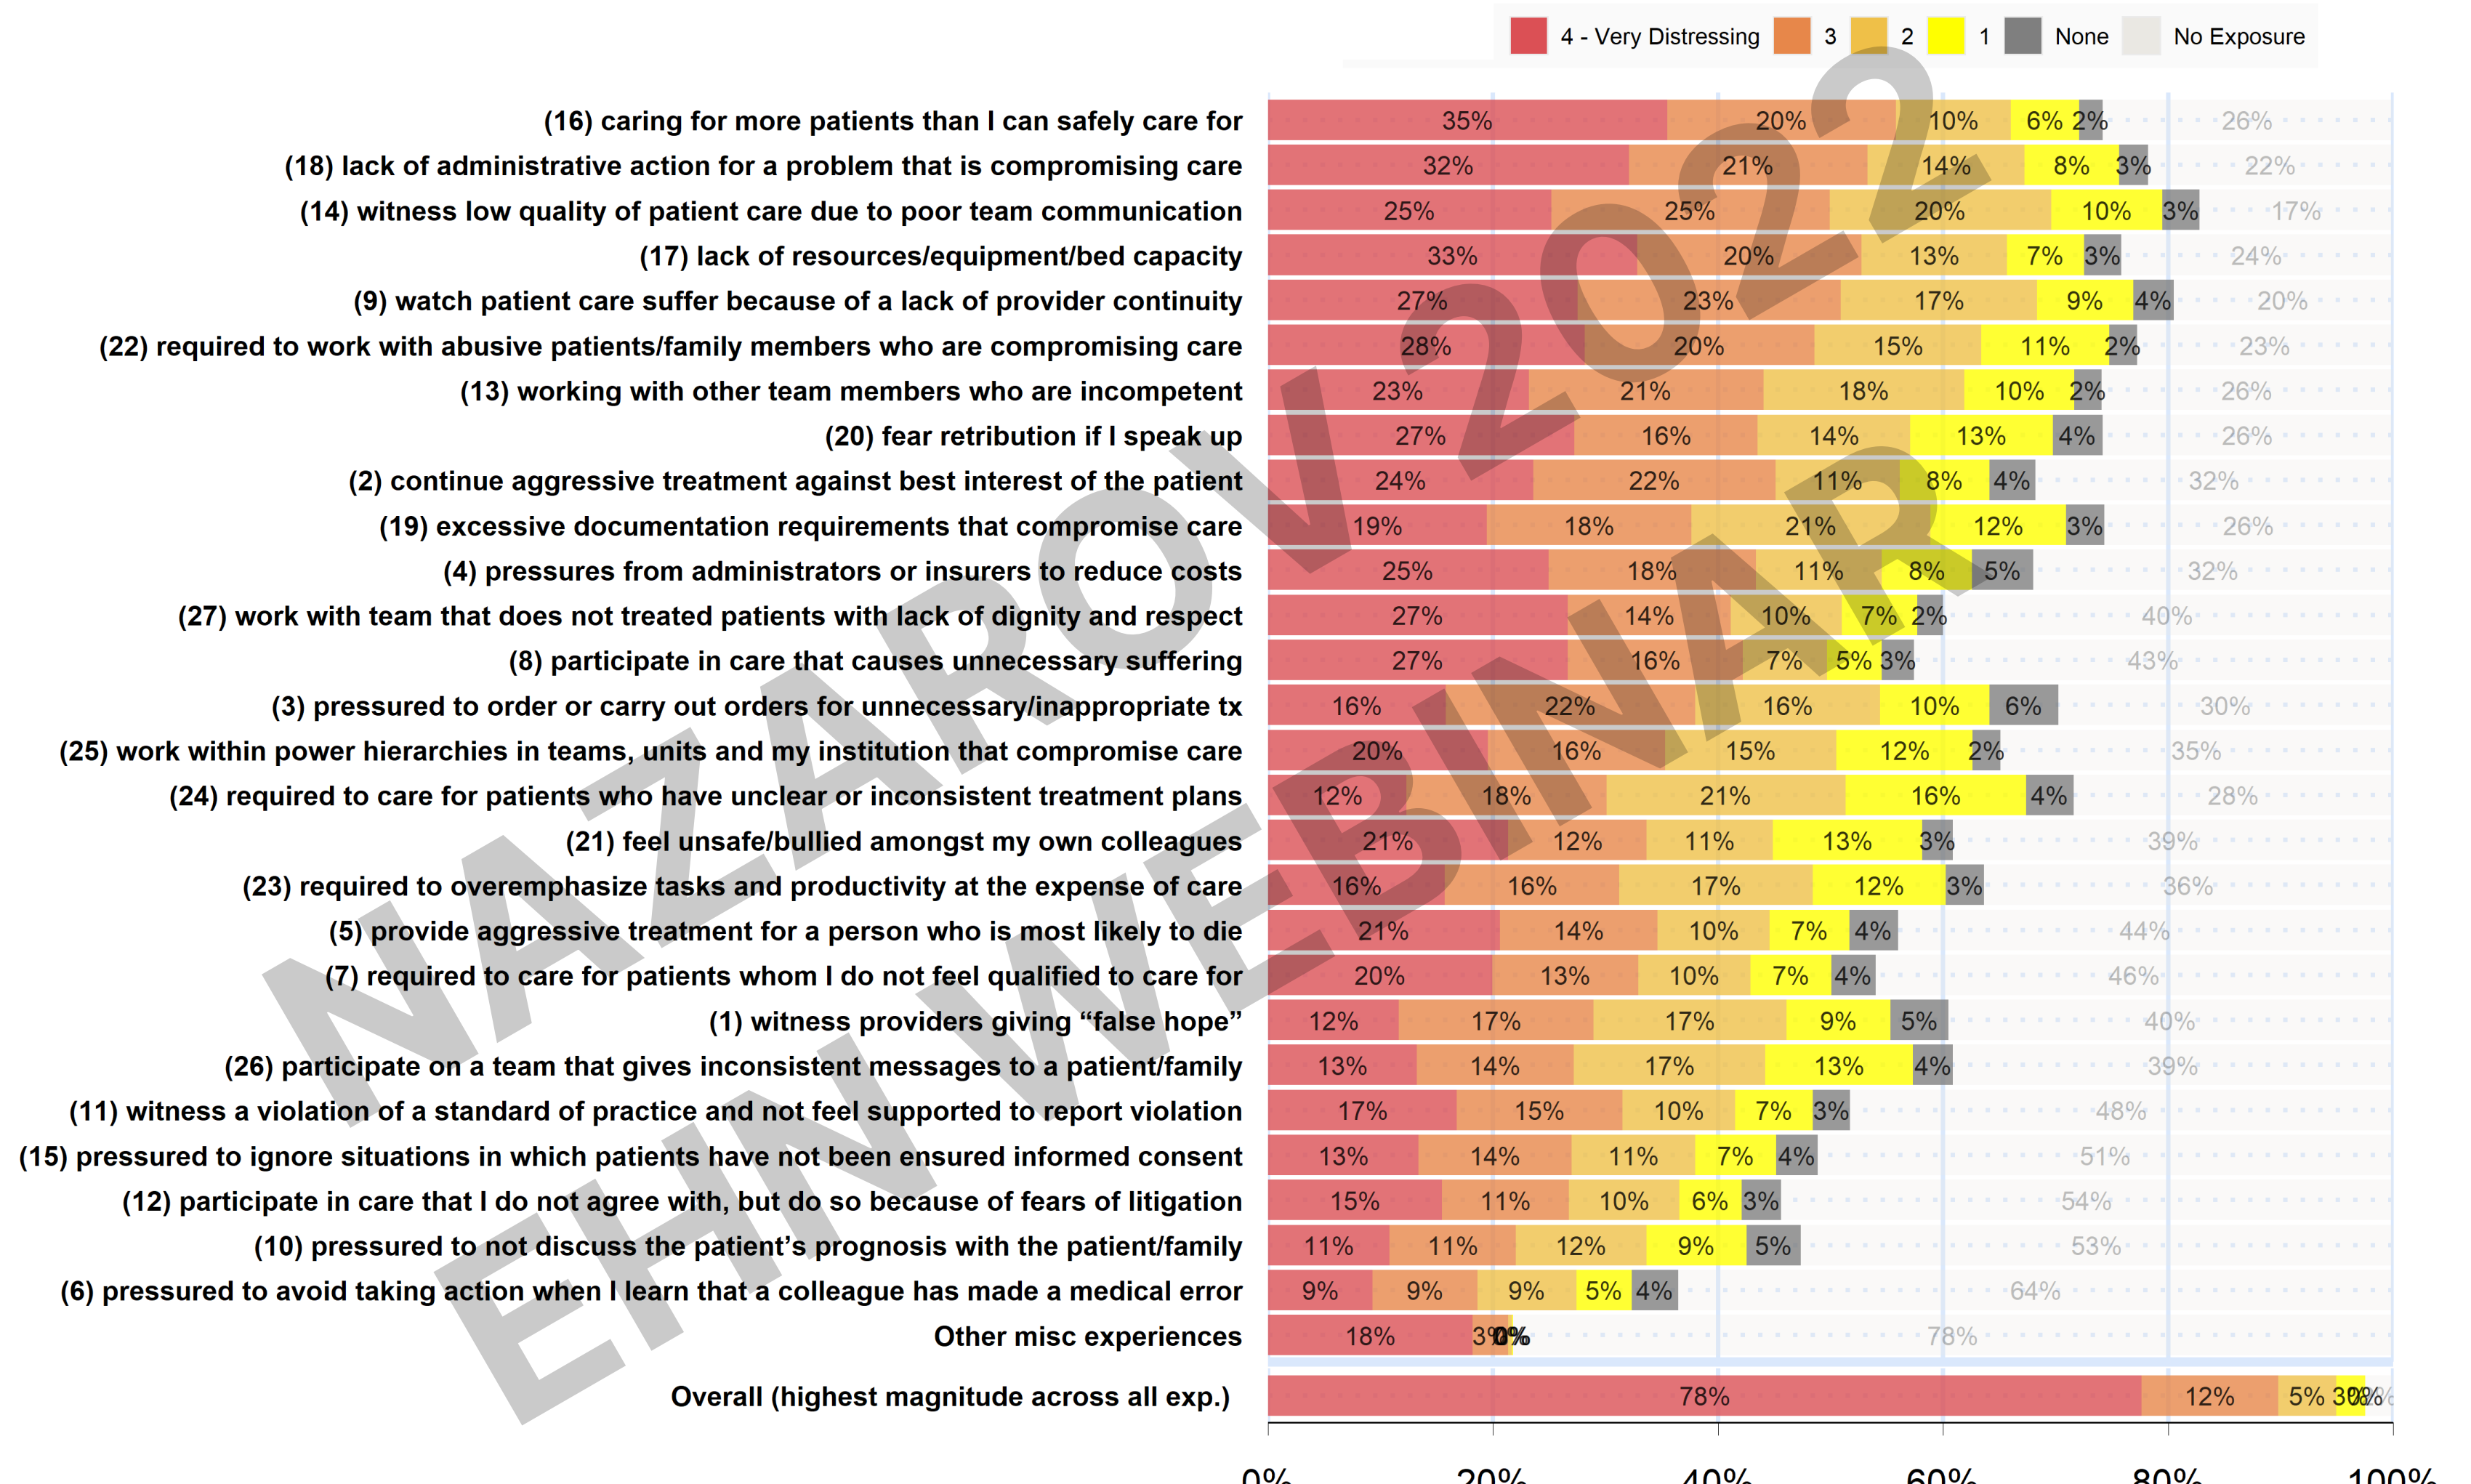 4 - Very Distressing 3 2 1 None No Exposure
(16) caring for more patients than I can safely care for 35% 20% 10% 6% 2% 26%
(18) lack of administrative action for a problem that is compromising care 32% 21% 14% 8% 3% 22%
(14) witness low quality of patient care due to poor team communication 25% 25% 20% 10% 3% 17%
(17) lack of resources/equipment/bed capacity 33% 20% 13% 7% 3% 24%
(9) watch patient care suffer because of a lack of provider continuity 27% 23% 17% 9% 4% 20%
(22) required to work with abusive patients/family members who are compromising care 28% 20% 15% 11% 2% 23%
(13) working with other team members who are incompetent 23% 21% 18% 10% 2% 26%
(20) fear retribution if I speak up 27% 16% 14% 13% 4% 26%
(2) continue aggressive treatment against best interest of the patient 24% 22% 11% 8% 4% 32%
(19) excessive documentation requirements that compromise care 19% 18% 21% 12% 3% 26%
(4) pressures from administrators or insurers to reduce costs 25% 18% 11% 8% 5% 32%
(27) work with team that does not treated patients with lack of dignity and respect 27% 14% 10% 7% 2% 40%
(8) participate in care that causes unnecessary suffering 27% 16% 7% 5% 3% 43%
(3) pressured to order or carry out orders for unnecessary/inappropriate tx 16% 22% 16% 10% 6% 30%
(25) work within power hierarchies in teams, units and my institution that compromise care 20% 16% 15% 12% 2% 35%
(24) required to care for patients who have unclear or inconsistent treatment plans 12% 18% 21% 16% 4% 28%
(21) feel unsafe/bullied amongst my own colleagues 21% 12% 11% 13% 3% 39%
(23) required to overemphasize tasks and productivity at the expense of care 16% 16% 17% 12% 3% 36%
(5) provide aggressive treatment for a person who is most likely to die 21% 14% 10% 7% 4% 44%
(7) required to care for patients whom I do not feel qualified to care for 20% 13% 10% 7% 4% 46%
(1) witness providers giving “false hope” 12% 17% 17% 9% 5% 40%
(26) participate on a team that gives inconsistent messages to a patient/family 13% 14% 17% 13% 4% 39%
(11) witness a violation of a standard of practice and not feel supported to report violation 17% 15% 10% 7% 3% 48%
(15) pressured to ignore situations in which patients have not been ensured informed consent 13% 14% 11% 7% 4% 51%
(12) participate in care that I do not agree with, but do so because of fears of litigation 15% 11% 10% 6% 3% 54%
(10) pressured to not discuss the patient’s prognosis with the patient/family 11% 11% 12% 9% 5% 53%
(6) pressured to avoid taking action when I learn that a colleague has made a medical error 9% 9% 9% 5% 4% 64%
Other misc experiences 18% 78%
Overall (highest magnitude across all exp.) 78% 12% 5%
0% 20% 40% 60% 80% 100%
NAZAROV 2022
EHN WEBINAR